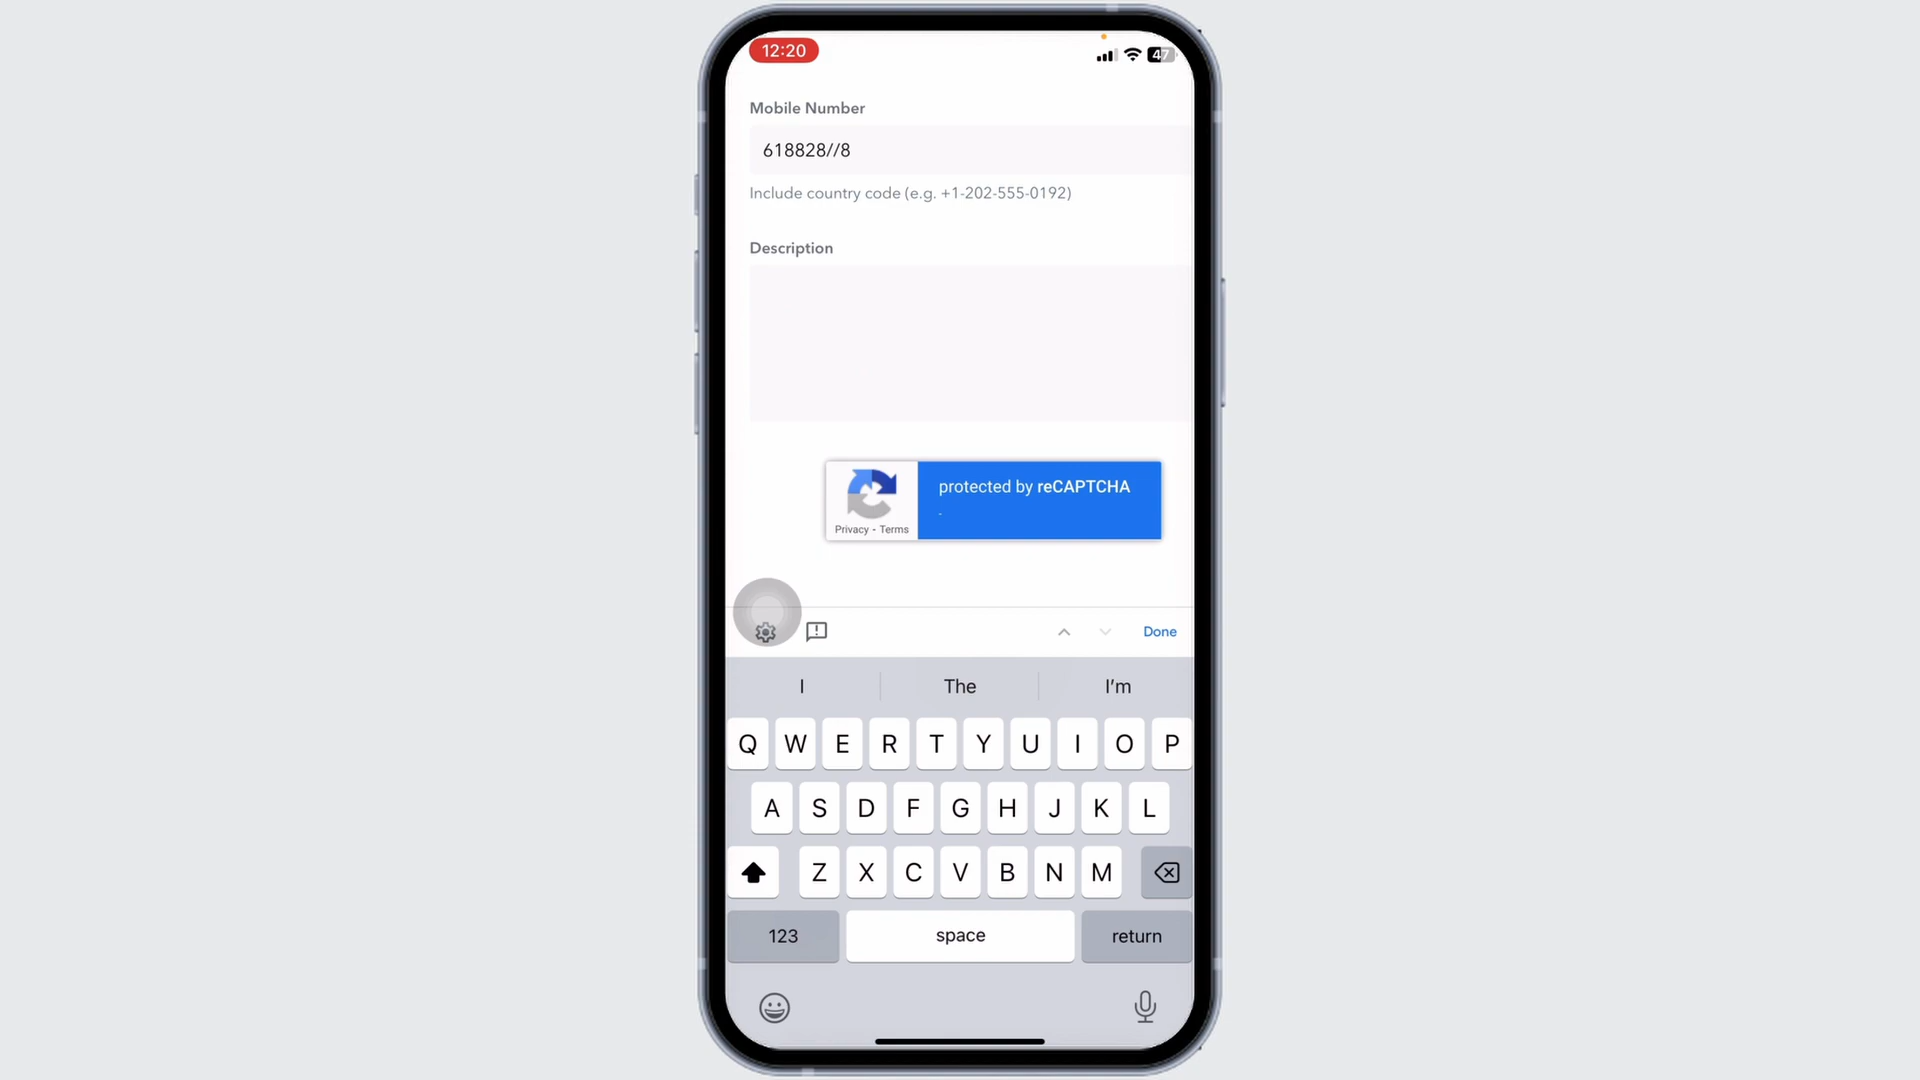 12:20
47
Mobile Number
618828//8
Include country code (e.g. +1-202-555-0192)
Description
protected by reCAPTCHA
Privacy - Terms
Done
I The I'm
Q W E R T Y U I O P
A S D F G H J K L
Z X C V B N M
123 space return